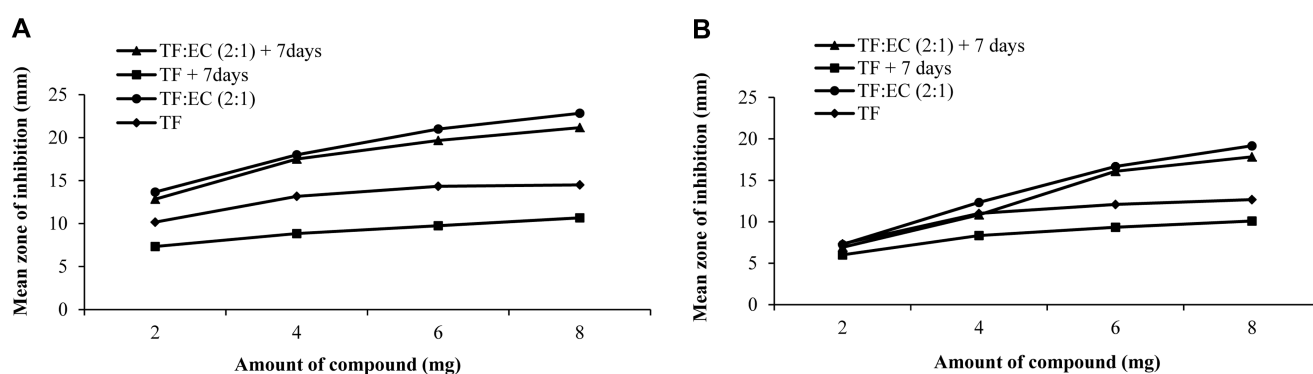 A
TF:EC (2:1) + 7days
TF + 7days
TF:EC (2:1)
TF
Mean zone of inhibition (mm)
25
20
15
10
5
0
2 4 6 8
Amount of compound (mg)
B
TF:EC (2:1) + 7 days
TF + 7 days
TF:EC (2:1)
TF
Mean zone of inhibition (mm)
25
20
15
10
5
0
2 4 6 8
Amount of compound (mg)